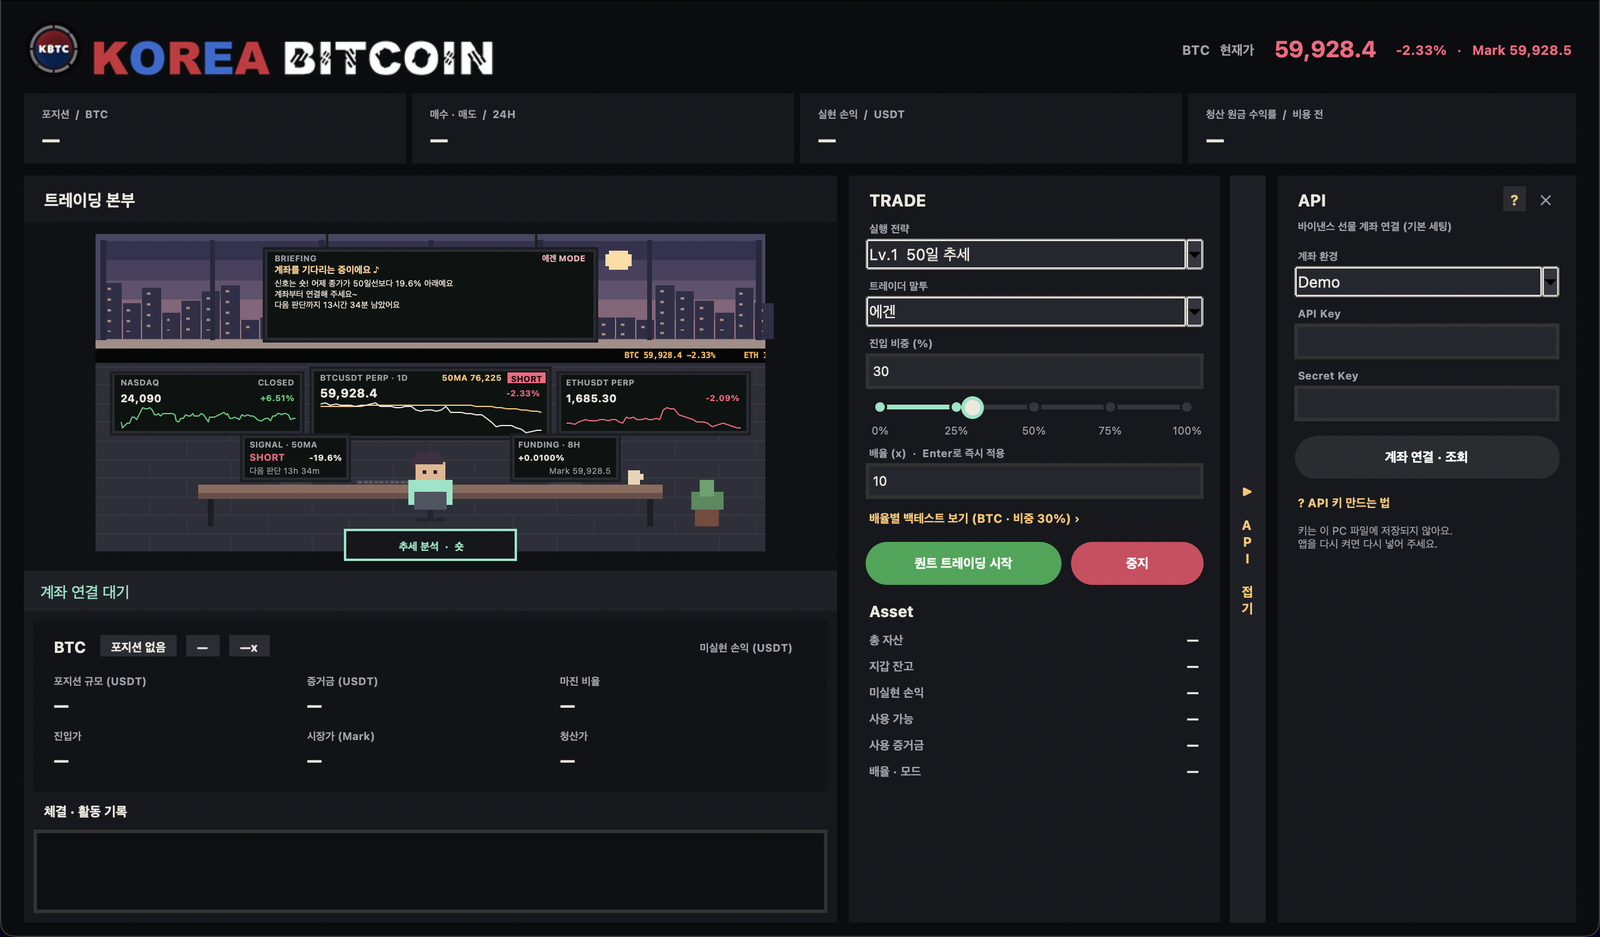 KBTC
KOREA BITCOIN
BTC 현재가 59,928.4 -2.33% · Mark 59,928.5
포지션 / BTC
—
매수 · 매도 / 24H
—
실현 손익 / USDT
—
청산 원금 수익률 / 비용 전
—
트레이딩 본부
BRIEFING 에겐 MODE
계좌를 기다리는 중이에요 ♪
신호는 숏! 어제 종가가 50일선보다 19.6% 아래예요
계좌부터 연결해 주세요~
다음 판단까지 13시간 34분 남았어요
BTC 59,928.4 -2.33% ETH 1
NASDAQ CLOSED
24,090 +6.51%
BTCUSDT PERP · 1D 50MA 76,225 SHORT
59,928.4 -2.33%
ETHUSDT PERP
1,685.30 -2.09%
SIGNAL · 50MA
SHORT -19.6%
다음 판단 13h 34m
FUNDING · 8H
+0.0100%
Mark 59,928.5
추세 분석 · 숏
계좌 연결 대기
BTC 포지션 없음 — —x 미실현 손익 (USDT)
포지션 규모 (USDT) 증거금 (USDT) 마진 비율
— — —
진입가 시장가 (Mark) 청산가
— — —
체결 · 활동 기록
TRADE
실행 전략
Lv.1 50일 추세
트레이더 말투
에겐
진입 비중 (%)
30
0% 25% 50% 75% 100%
배율 (x) · Enter로 즉시 적용
10
배율별 백테스트 보기 (BTC · 비중 30%) ›
퀀트 트레이딩 시작 중지
Asset
총 자산 —
지갑 잔고 —
미실현 손익 —
사용 가능 —
사용 증거금 —
배율 · 모드 —
▶
A
P
I
접
기
API ? ×
바이낸스 선물 계좌 연결 (기본 세팅)
계좌 환경
Demo
API Key
Secret Key
계좌 연결 · 조회
? API 키 만드는 법
키는 이 PC 파일에 저장되지 않아요.
앱을 다시 켜면 다시 넣어 주세요.